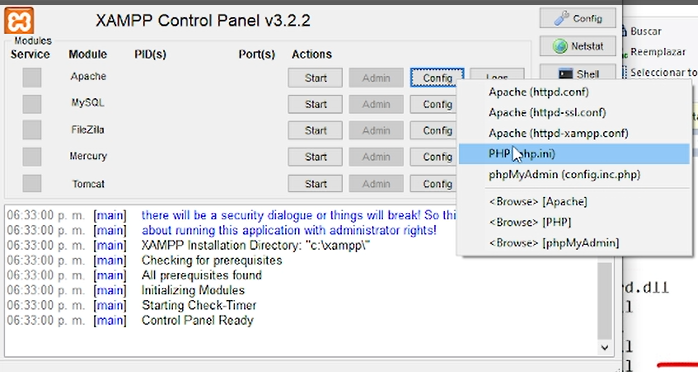 XAMPP Control Panel v3.2.2
Config
Netstat
Shell
Modules
Service Module PID(s) Port(s) Actions
Apache Start Admin Config Logs
MySQL Start Admin Config
FileZilla Start Admin Config
Mercury Start Admin Config
Tomcat Start Admin Config
Apache (httpd.conf)
Apache (httpd-ssl.conf)
Apache (httpd-xampp.conf)
PHP (php.ini)
phpMyAdmin (config.inc.php)
<Browse> [Apache]
<Browse> [PHP]
<Browse> [phpMyAdmin]
06:33:00 p. m. [main] there will be a security dialogue or things will break! So thi
06:33:00 p. m. [main] about running this application with administrator rights!
06:33:00 p. m. [main] XAMPP Installation Directory: "c:\xampp\"
06:33:00 p. m. [main] Checking for prerequisites
06:33:00 p. m. [main] All prerequisites found
06:33:00 p. m. [main] Initializing Modules
06:33:00 p. m. [main] Starting Check-Timer
06:33:00 p. m. [main] Control Panel Ready
Buscar
Reemplazar
Seleccionar to
d.dll